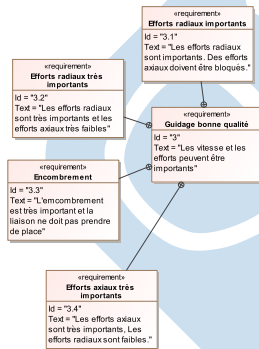 «requirement»
Efforts radiaux importants
Id = "3.1"
Text = "Les efforts radiaux
sont importants. Des efforts
axiaux doivent être bloqués."
«requirement»
Efforts radiaux très
importants
Id = "3.2"
Text = "Les efforts radiaux
sont très importants et les
efforts axiaux très faibles"
«requirement»
Guidage bonne qualité
Id = "3"
Text = "Les vitesse et les
efforts peuvent être
importants"
«requirement»
Encombrement
Id = "3.3"
Text = "L'emcombrement
est très important et la
liaison ne doit pas prendre
de place"
«requirement»
Efforts axiaux très
importants
Id = "3.4"
Text = "Les efforts axiaux
sont très importants, Les
efforts radiaux sont faibles."